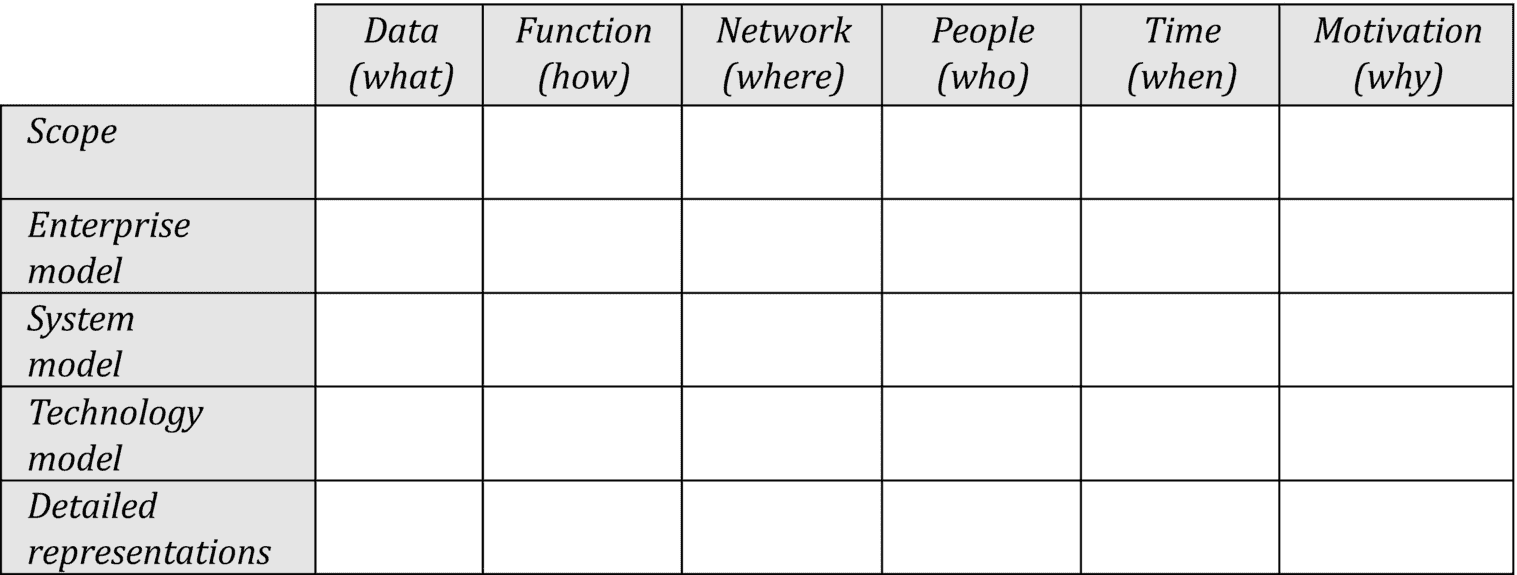 Data Function Network People Time Motivation
(what) (how) (where) (who) (when) (why)
Scope
Enterprise
model
System
model
Technology
model
Detailed
representations